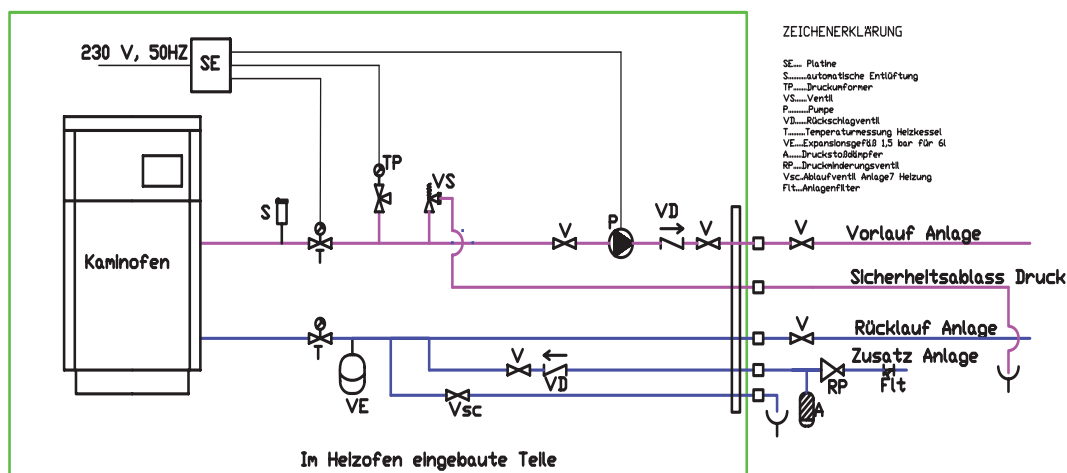 ZEICHENERKLÄRUNG
230 V, 50HZ
SE
SE.... Platine
S.........automatische Entlüftung
TP......Druckumformer
VS.....Ventil
P.........Pumpe
VD....Rückschlagventil
T........Temperaturmessung Heizkessel
VE...Expansionsgefäß 1,5 bar für 6l
A.....Druckstoßdämpfer
RP...Druckminderungsventil
Vsc..Ablaufventil Anlage7 Heizung
Flt...Anlagenfilter
TP
VS
S
V
P
VD
V
V
Vorlauf Anlage
T
Kaminofen
Sicherheitsablass Druck
V
Rücklauf Anlage
T
V
VD
Zusatz Anlage
RP
Flt
VE
Vsc
A
Im Heizofen eingebaute Teile